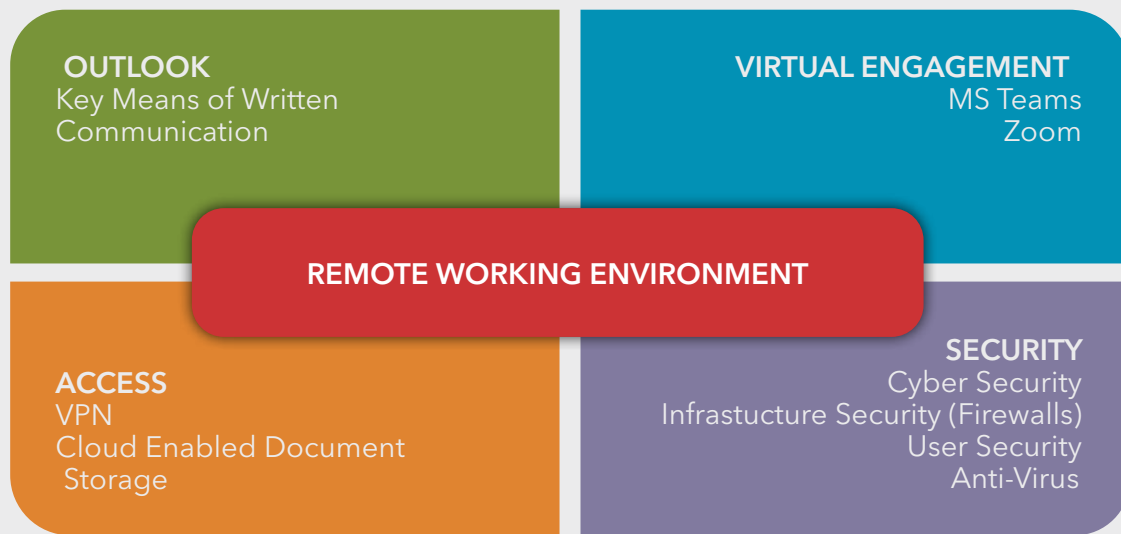 OUTLOOK
Key Means of Written
Communication
VIRTUAL ENGAGEMENT
MS Teams
Zoom
REMOTE WORKING ENVIRONMENT
ACCESS
VPN
Cloud Enabled Document
Storage
SECURITY
Cyber Security
Infrastucture Security (Firewalls)
User Security
Anti-Virus